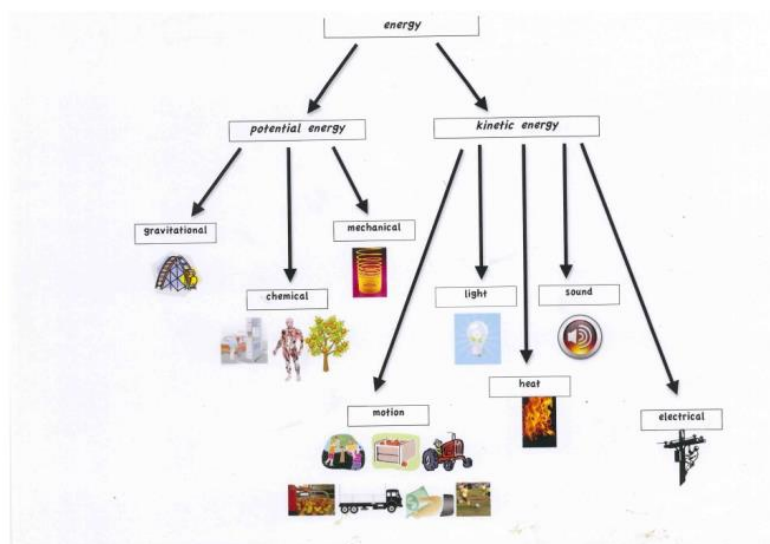 energy
potential energy
kinetic energy
gravitational
mechanical
chemical
light
sound
heat
motion
electrical